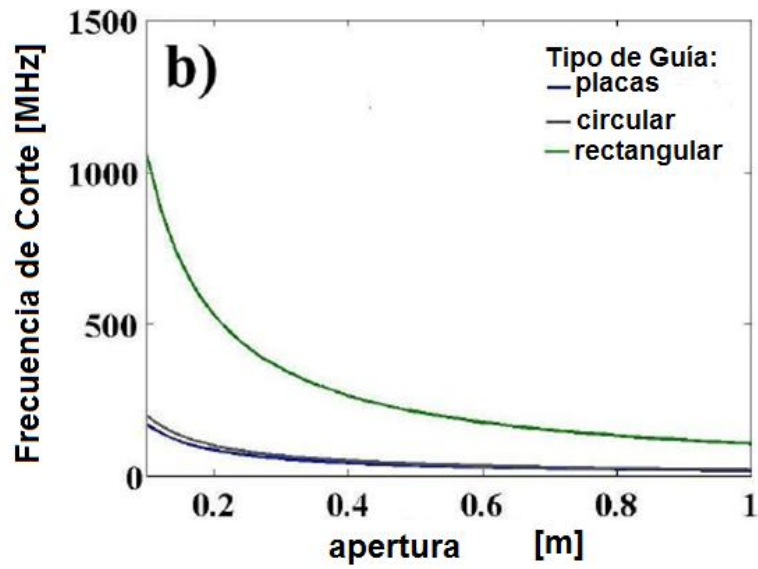 1500
b)
Tipo de Guía:
placas
circular
rectangular
1000
500
0
Frecuencia de Corte [MHz]
0.2 0.4 0.6 0.8 1
apertura [m]